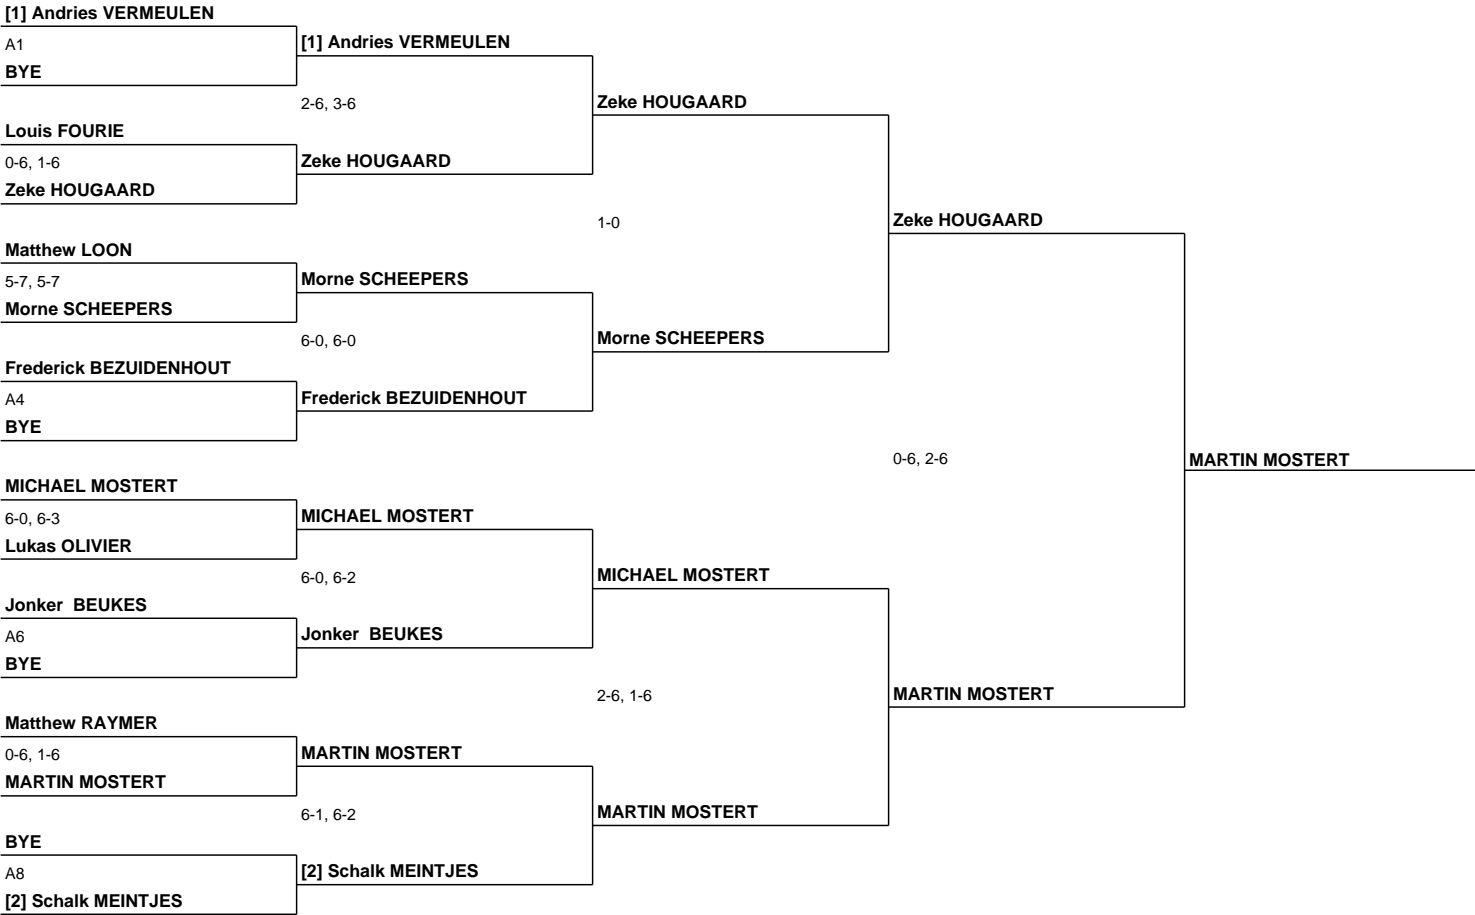 [1] Andries VERMEULEN
A1
BYE
Louis FOURIE
0-6, 1-6
Zeke HOUGAARD
Matthew LOON
5-7, 5-7
Morne SCHEEPERS
Frederick BEZUIDENHOUT
A4
BYE
MICHAEL MOSTERT
6-0, 6-3
Lukas OLIVIER
Jonker  BEUKES
A6
BYE
Matthew RAYMER
0-6, 1-6
MARTIN MOSTERT
BYE
A8
[2] Schalk MEINTJES
[1] Andries VERMEULEN
2-6, 3-6
Zeke HOUGAARD
Morne SCHEEPERS
6-0, 6-0
Frederick BEZUIDENHOUT
MICHAEL MOSTERT
6-0, 6-2
Jonker  BEUKES
MARTIN MOSTERT
6-1, 6-2
[2] Schalk MEINTJES
Zeke HOUGAARD
1-0
Morne SCHEEPERS
MICHAEL MOSTERT
2-6, 1-6
MARTIN MOSTERT
Zeke HOUGAARD
0-6, 2-6
MARTIN MOSTERT
MARTIN MOSTERT